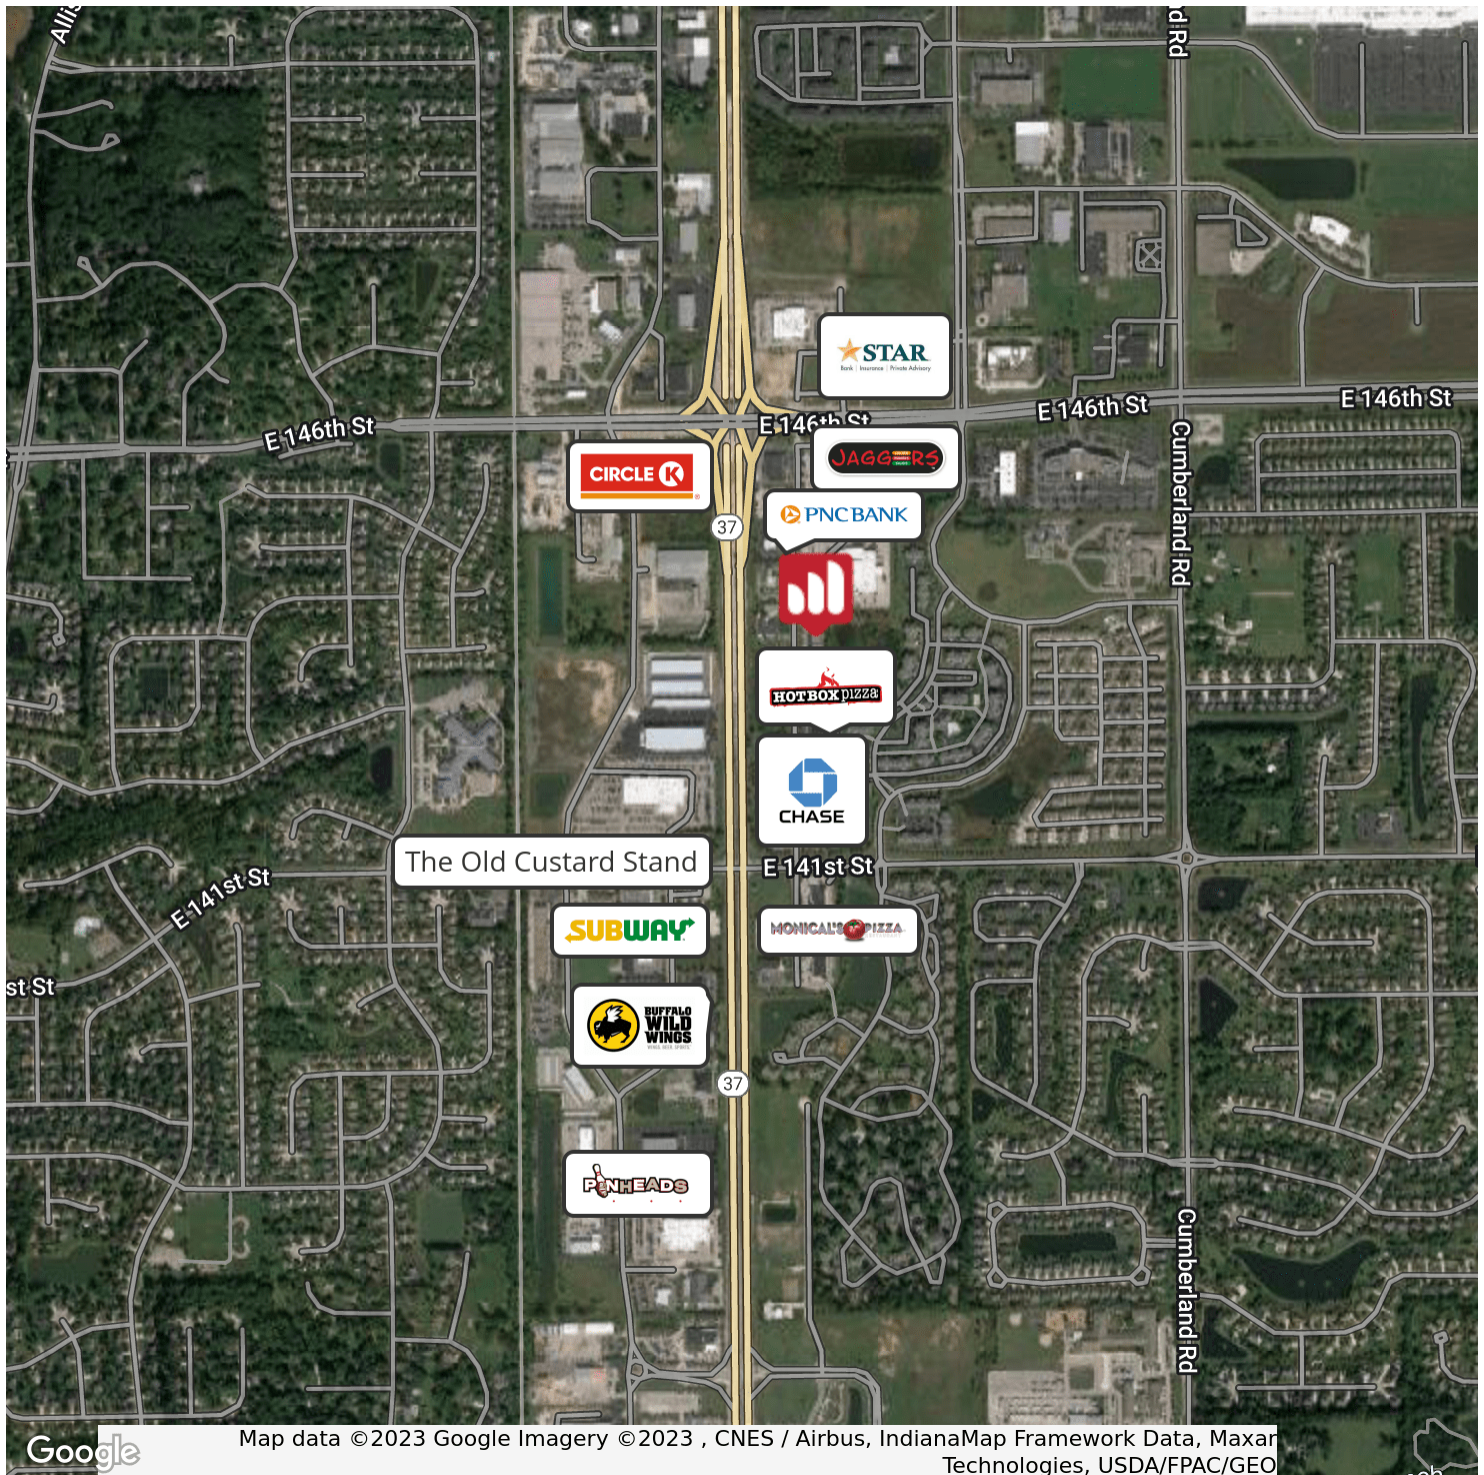 Allis
d Rd
STAR
Bank | Insurance | Private Advisory
E 146th St
E 146th St
E 146th St
E 146th St
JAGGERS
CIRCLE K
PNC BANK
37
Cumberland Rd
HOTBOX pizza
CHASE
The Old Custard Stand
E 141st St
E 141st St
SUBWAY
MONICAL'S PIZZA
st St
BUFFALO
WILD
WINGS
37
PINHEADS
Cumberland Rd
Google
Map data ©2023 Google Imagery ©2023 , CNES / Airbus, IndianaMap Framework Data, Maxar
Technologies, USDA/FPAC/GEO